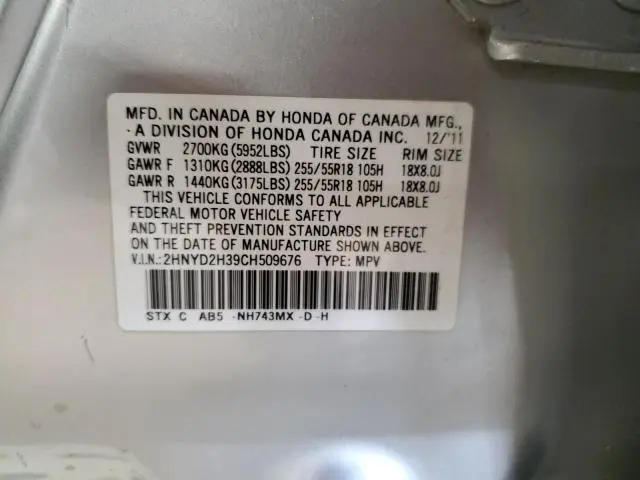 MFD. IN CANADA BY HONDA OF CANADA MFG.,
· A DIVISION OF HONDA CANADA INC. 12/'11
GVWR 2700KG(5952LBS) TIRE SIZE RIM SIZE
GAWR F 1310KG(2888LBS) 255/55R18 105H 18X8.0J
GAWR R 1440KG(3175LBS) 255/55R18 105H 18X8.0J
THIS VEHICLE CONFORMS TO ALL APPLICABLE
FEDERAL MOTOR VEHICLE SAFETY
AND THEFT PREVENTION STANDARDS IN EFFECT
ON THE DATE OF MANUFACTURE SHOWN ABOVE.
V.I.N.:2HNYD2H39CH509676 TYPE: MPV
STX C AB5 -NH743MX -D -H